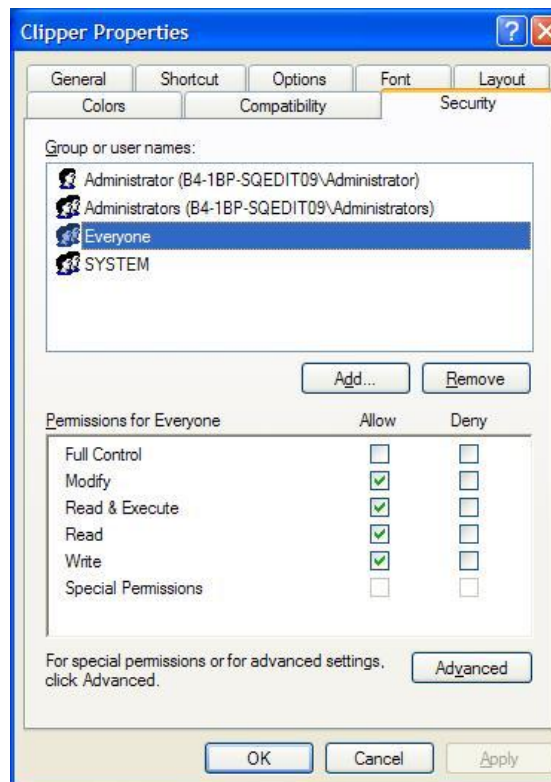 Clipper Properties
General Shortcut Options Font Layout
Colors Compatibility Security
Group or user names:
Administrator (B4-1BP-SQEDIT09\Administrator)
Administrators (B4-1BP-SQEDIT09\Administrators)
Everyone
SYSTEM
Add... Remove
Permissions for Everyone Allow Deny
Full Control
Modify
Read & Execute
Read
Write
Special Permissions
For special permissions or for advanced settings,
click Advanced.
Advanced
OK Cancel Apply